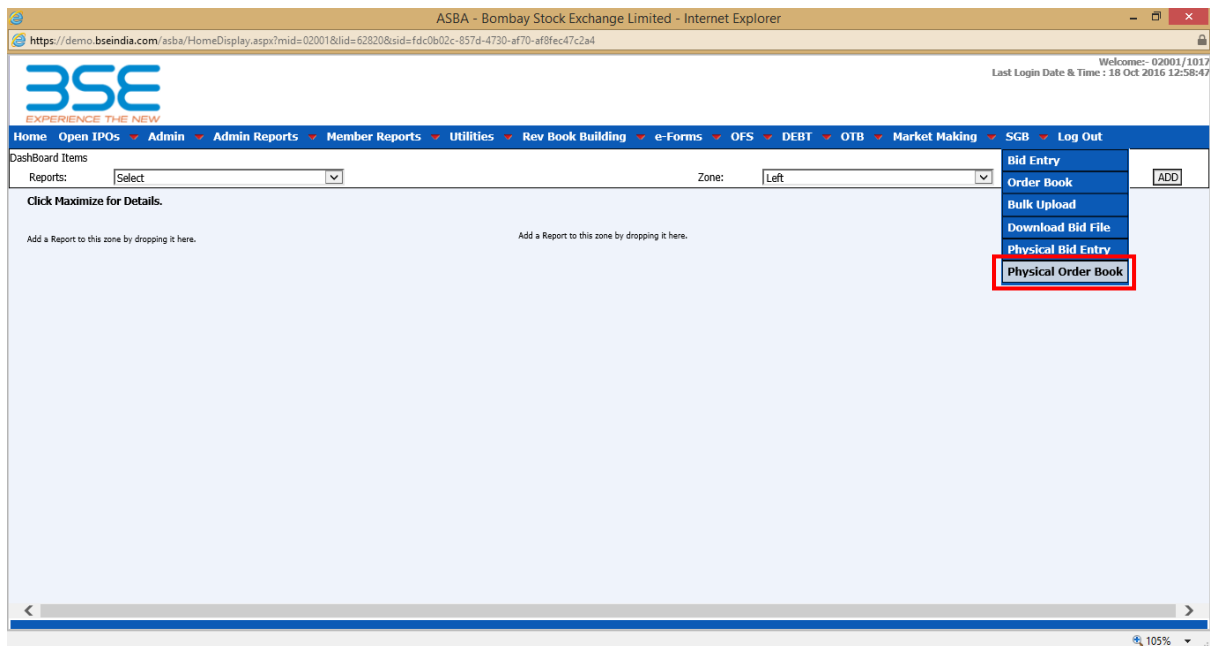 ASBA - Bombay Stock Exchange Limited - Internet Explorer
https://demo.bseindia.com/asba/HomeDisplay.aspx?mid=02001&lid=62820&sid=fdc0b02c-857d-4730-af70-af8fec47c2a4
Welcome:- 02001/1017
Last Login Date & Time : 18 Oct 2016 12:58:47
BSE
EXPERIENCE THE NEW
Home Open IPOs Admin Admin Reports Member Reports Utilities Rev Book Building e-Forms OFS DEBT OTB Market Making SGB Log Out
DashBoard Items
Reports: Select Zone: Left ADD
Click Maximize for Details.
Add a Report to this zone by dropping it here. Add a Report to this zone by dropping it here.
Bid Entry
Order Book
Bulk Upload
Download Bid File
Physical Bid Entry
Physical Order Book
105%